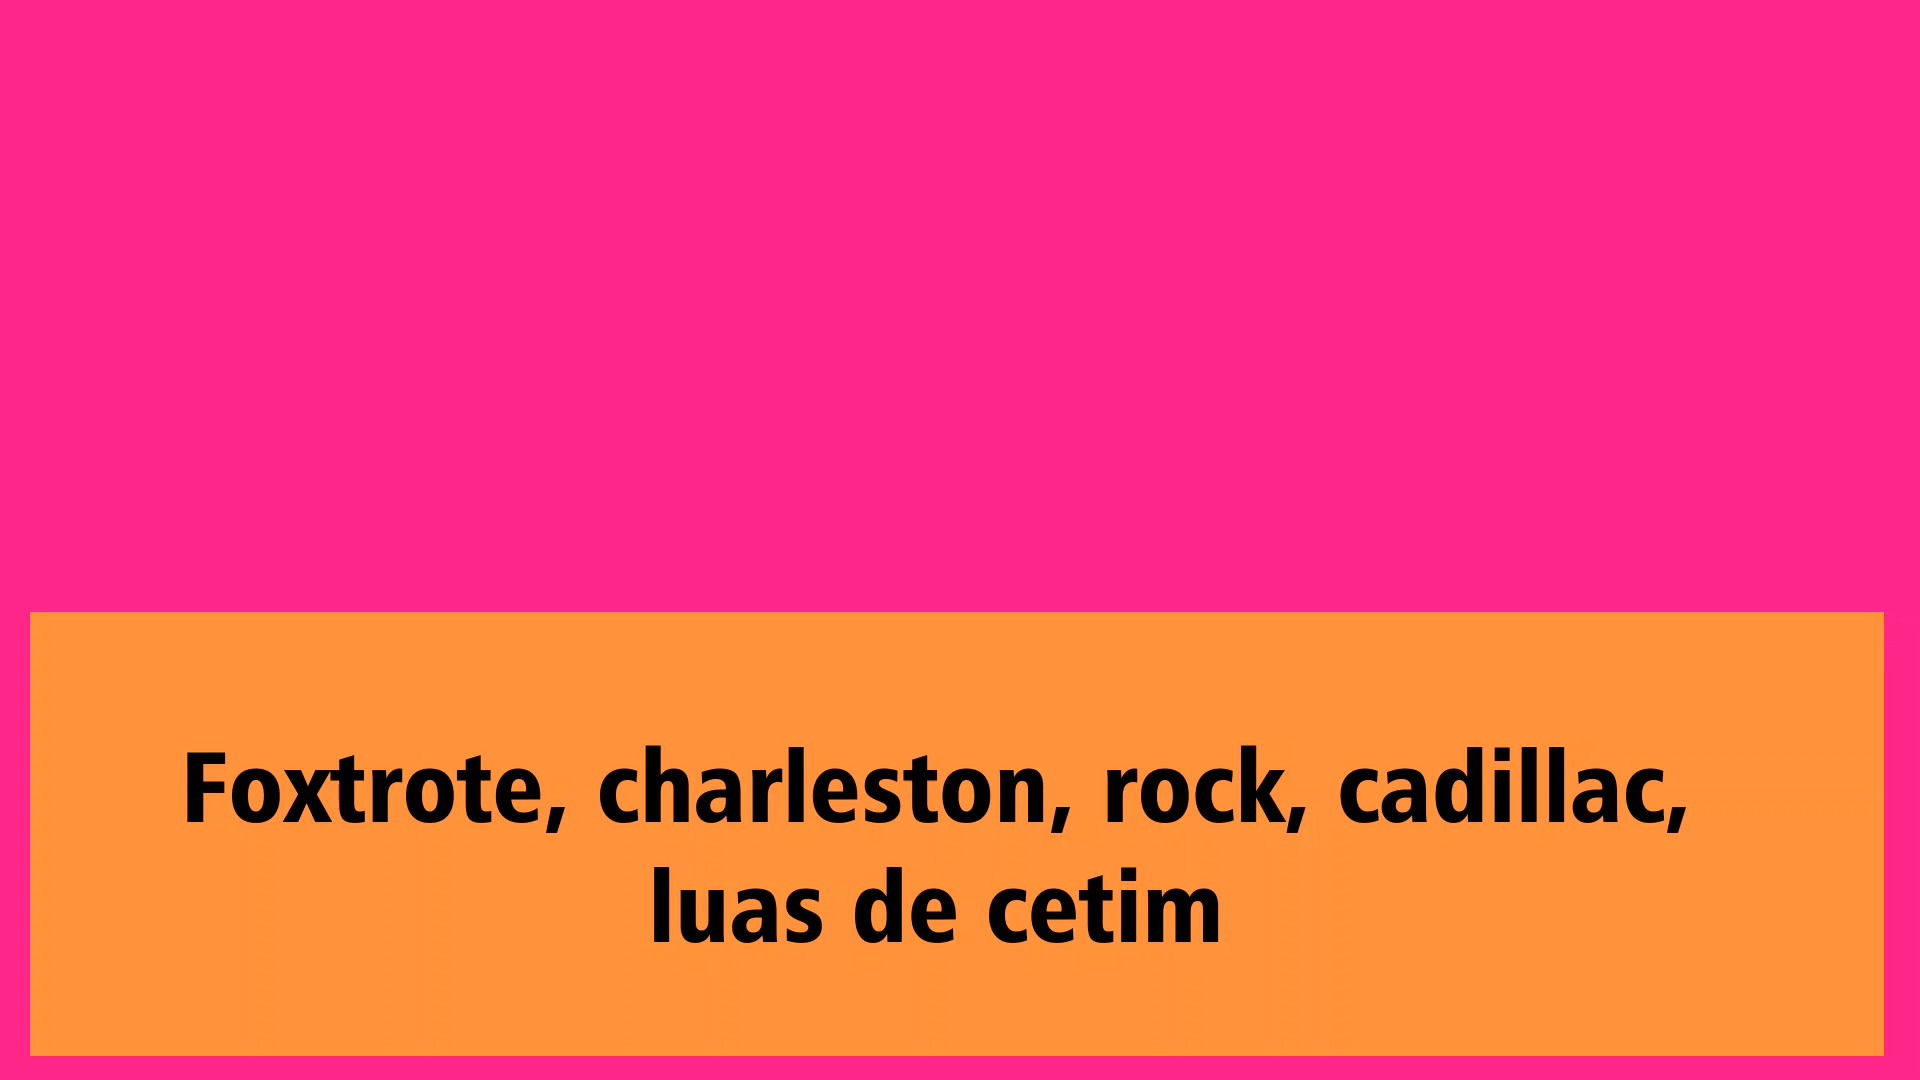 Foxtrote, charleston, rock, cadillac,
luas de cetim